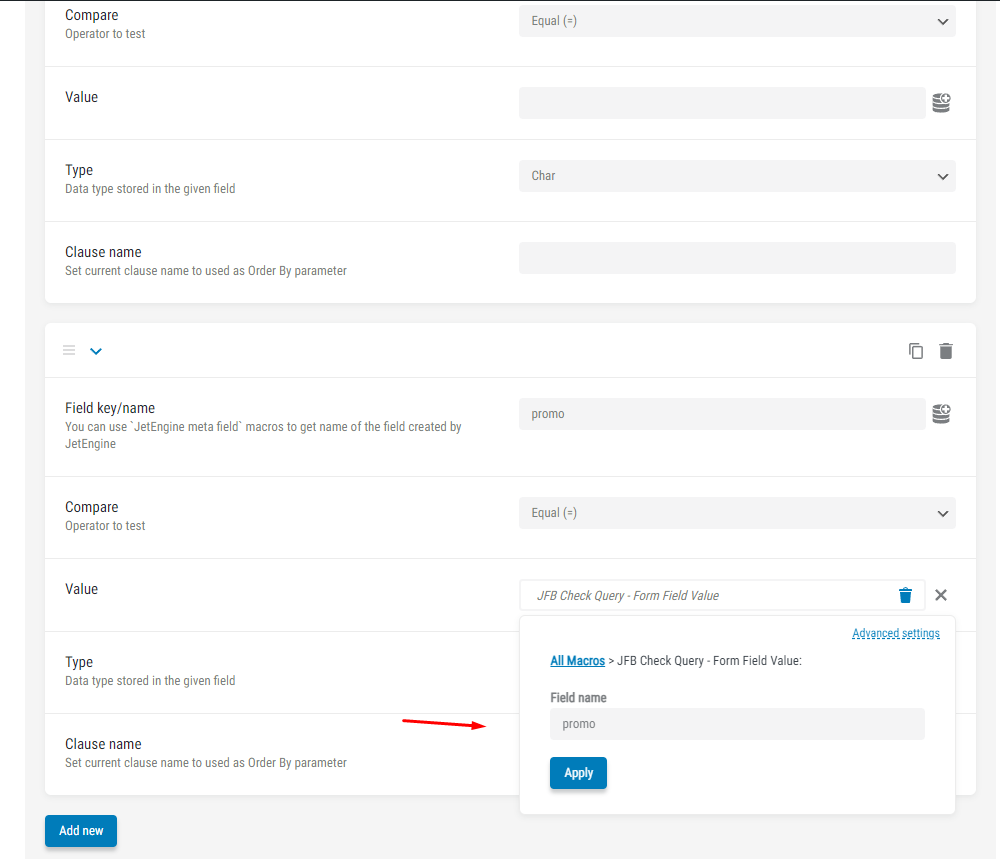 Compare
Operator to test
Equal (=)
Value
Type
Data type stored in the given field
Char
Clause name
Set current clause name to used as Order By parameter
Field key/name
You can use `JetEngine meta field` macros to get name of the field created by
JetEngine
promo
Compare
Operator to test
Equal (=)
Value
JFB Check Query - Form Field Value
Advanced settings
All Macros > JFB Check Query - Form Field Value:
Type
Data type stored in the given field
Field name
promo
Clause name
Set current clause name to used as Order By parameter
Apply
Add new